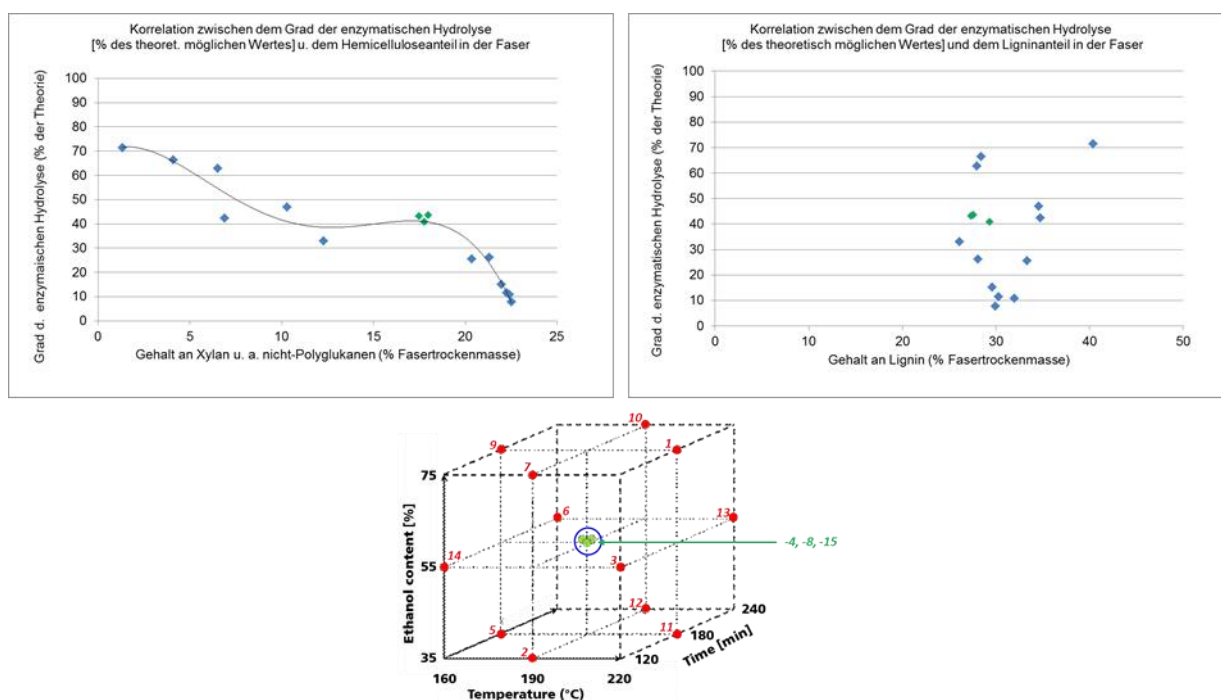 Korrelation zwischen dem Grad der enzymatischen Hydrolyse
[% des theoret. möglichen Wertes] u. dem Hemicelluloseanteil in der Faser
Grad d. enzymaischen Hydrolyse (% der Theorie)
100
90
80
70
60
50
40
30
20
10
0
0 5 10 15 20 25
Gehalt an Xylan u. a. nicht-Polyglukanen (% Fasertrockenmasse)
Korrelation zwischen dem Grad der enzymatischen Hydrolyse
[% des theoretisch möglichen Wertes] und dem Ligninanteil in der Faser
Grad d. enzymatischen Hydrolyse (% der Theorie)
100
90
80
70
60
50
40
30
20
10
0
0 10 20 30 40 50
Gehalt an Lignin (% Fasertrockenmasse)
10
9 1
7
75
6 13
-4, -8, -15
14 3
55
12
5 11
2
35
240
180
120
160 190 220
Ethanol content [%]
Time [min]
Temperature (°C)